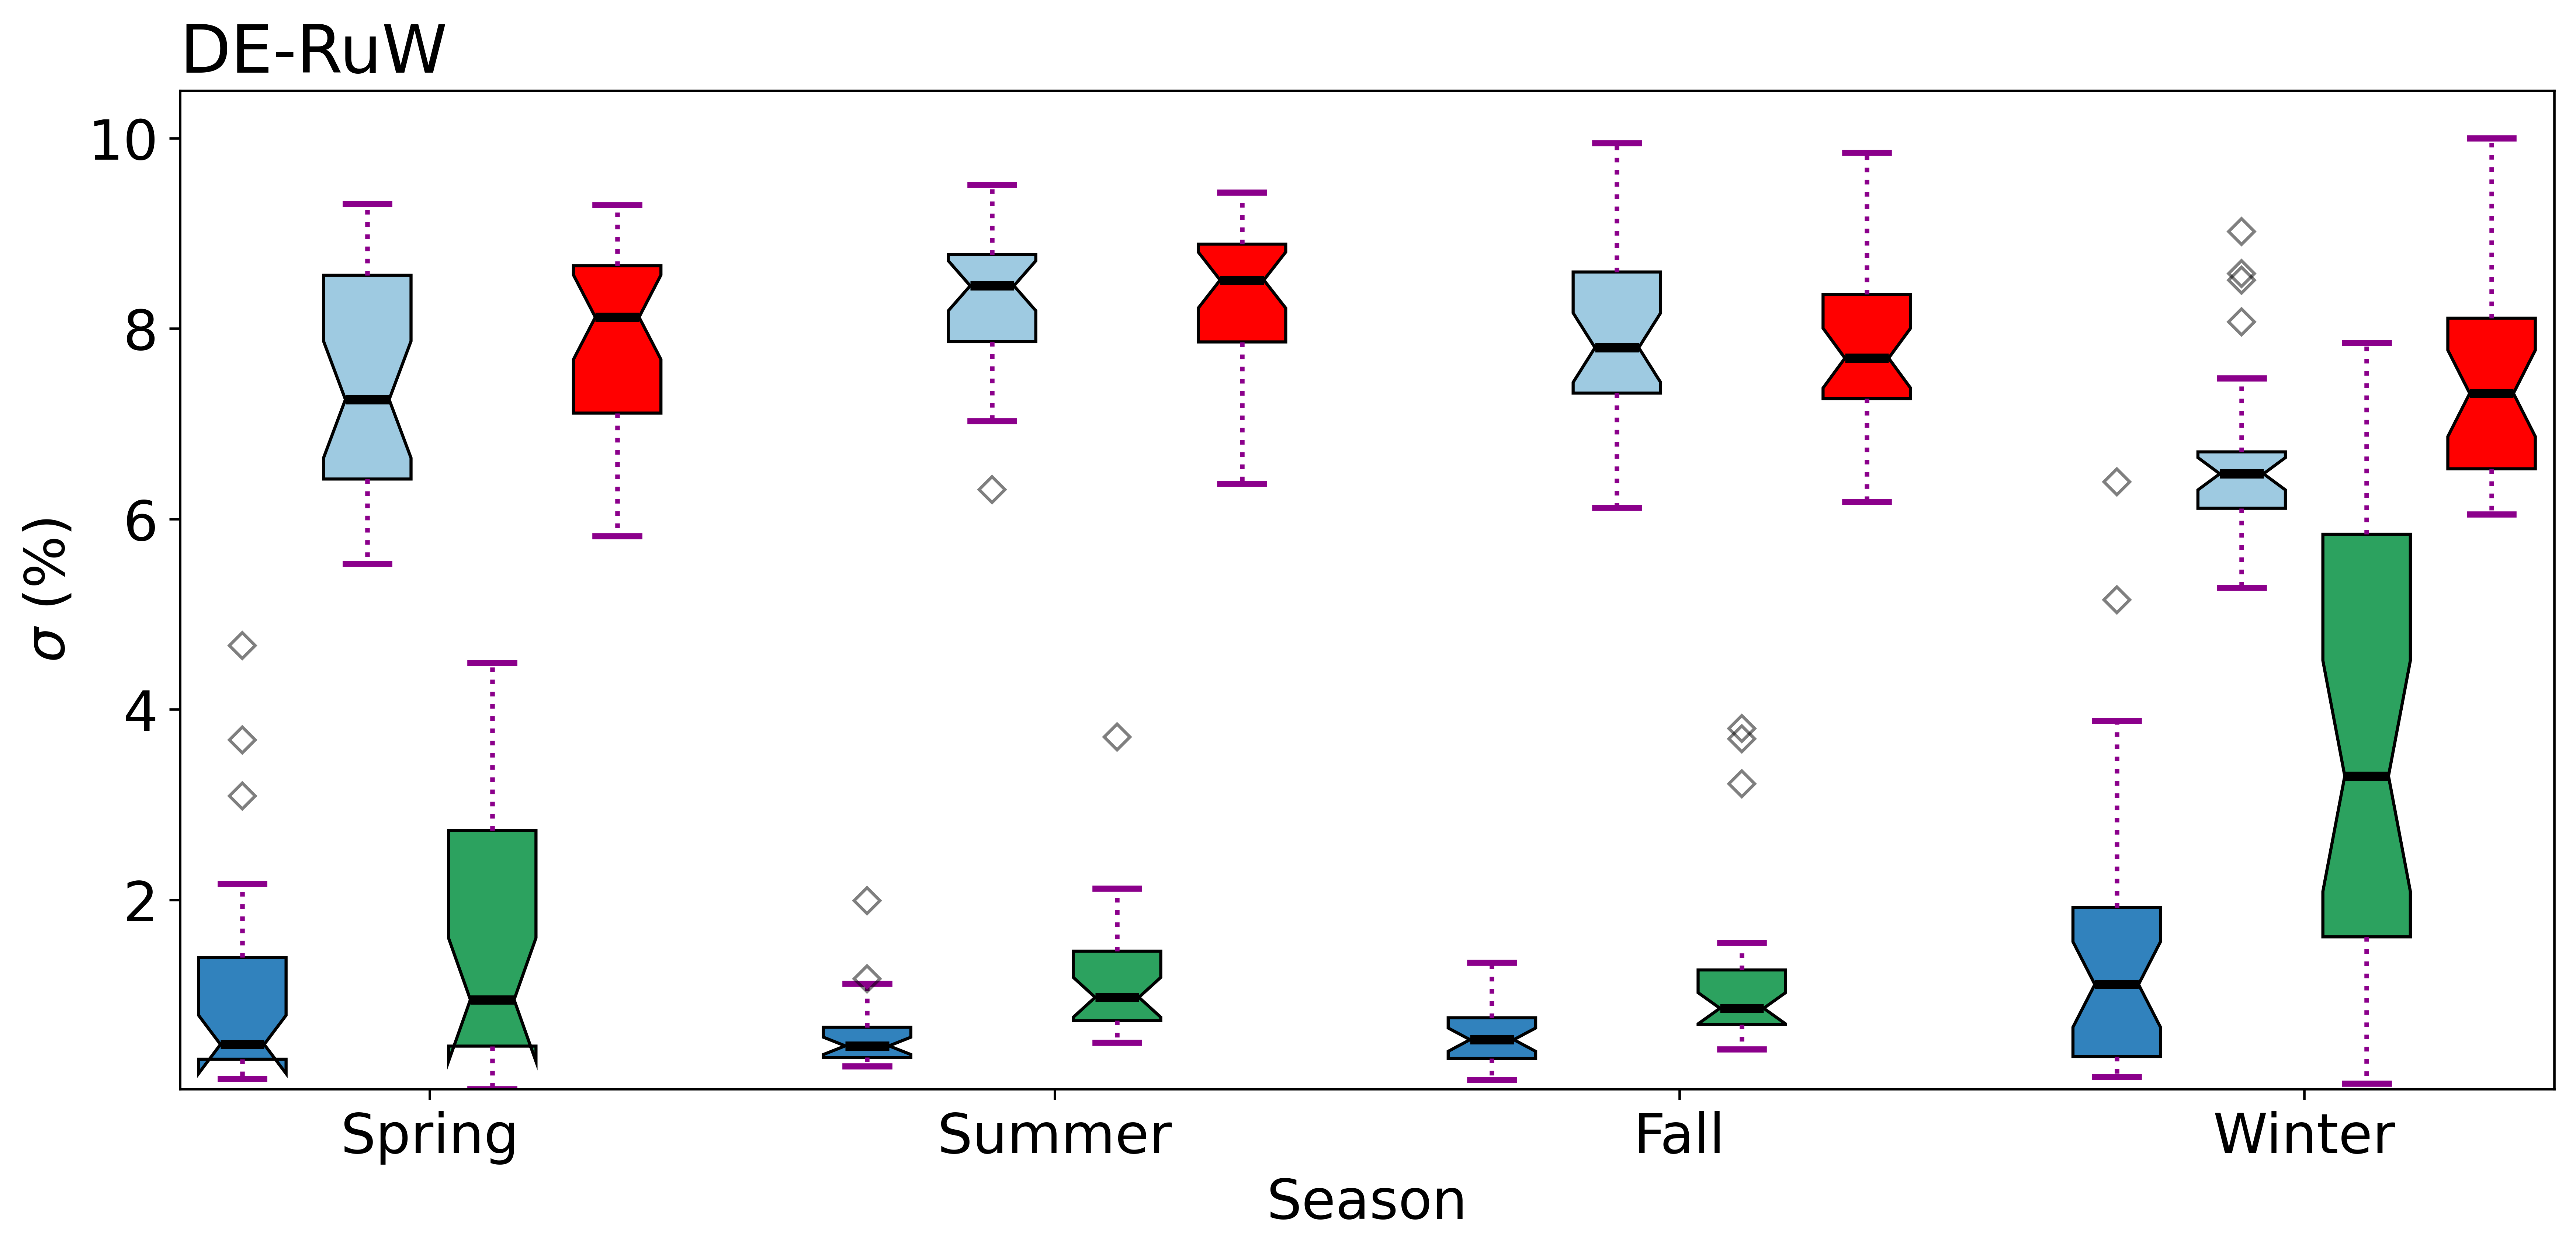 DE-RuW
10
8
6
4
2
σ (%)
Spring Summer Fall Winter
Season